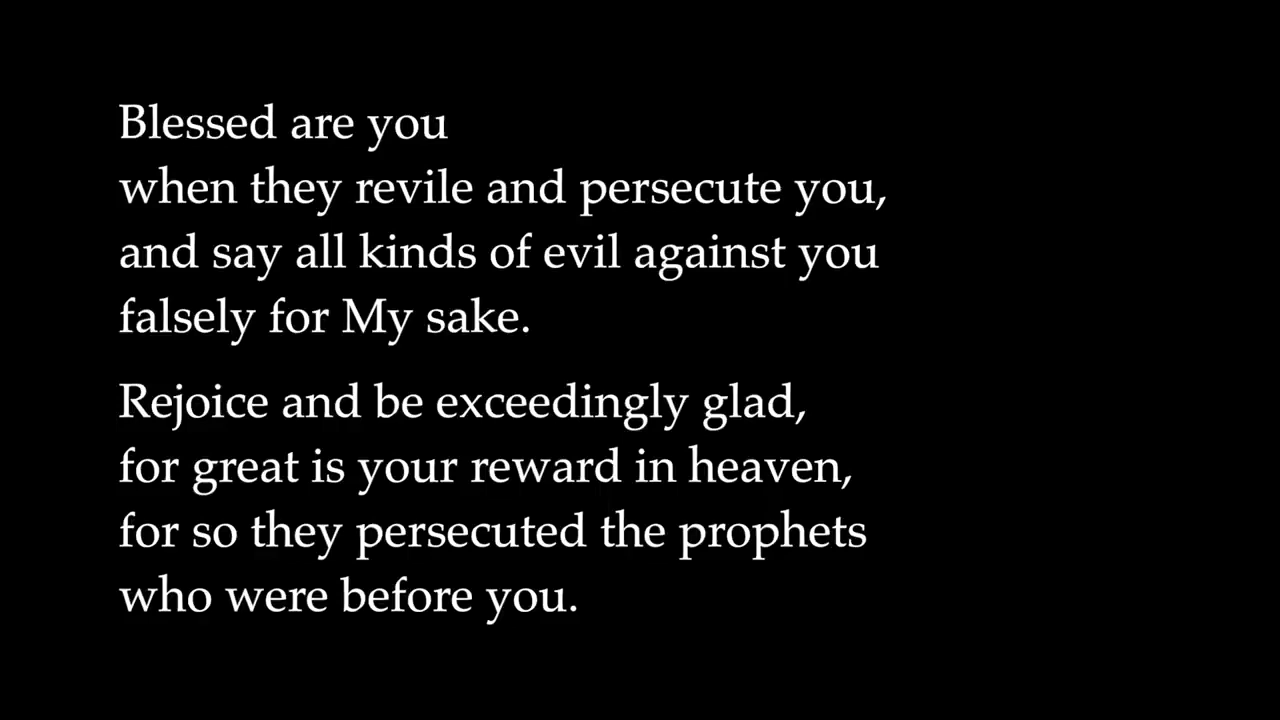 Blessed are you
when they revile and persecute you,
and say all kinds of evil against you
falsely for My sake.
Rejoice and be exceedingly glad,
for great is your reward in heaven,
for so they persecuted the prophets
who were before you.